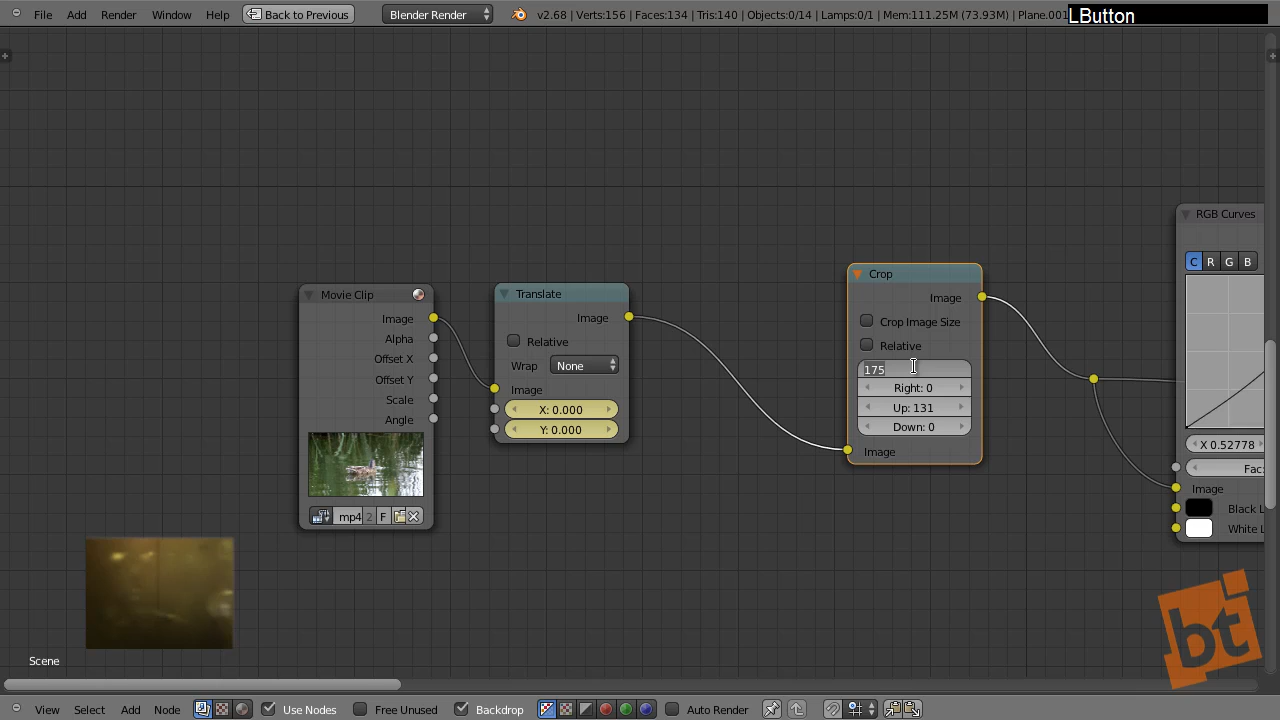 File Add Render Window Help Back to Previous Blender Render v2.68 | Verts:156 | Faces:134 | Tris:140 | Objects:0/14 | Lamps:0/1 | Mem:111.25M (73.93M) | Plane.001
LButton
RGB Curves
C R G B
Crop
Image
Crop Image Size
Relative
175
Right: 0
Up: 131
Down: 0
Image
Movie Clip
Image
Alpha
Offset X
Offset Y
Scale
Angle
mp4 2 F
Translate
Image
Relative
Wrap None
Image
X: 0.000
Y: 0.000
X 0.52778
Fac:
Image
Black L
White L
bt
Scene
View Select Add Node Use Nodes Free Unused Backdrop Auto Render